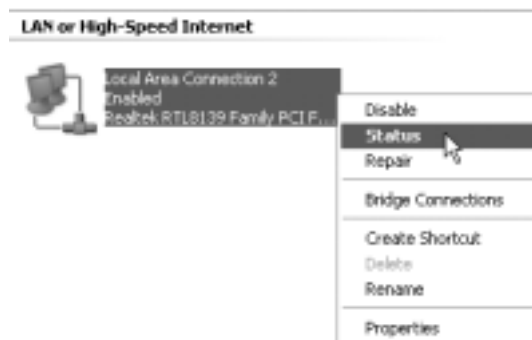 LAN or High-Speed Internet
Local Area Connection 2
Enabled
Realtek RTL8139 Family PCI F...
Disable
Status
Repair
Bridge Connections
Create Shortcut
Delete
Rename
Properties